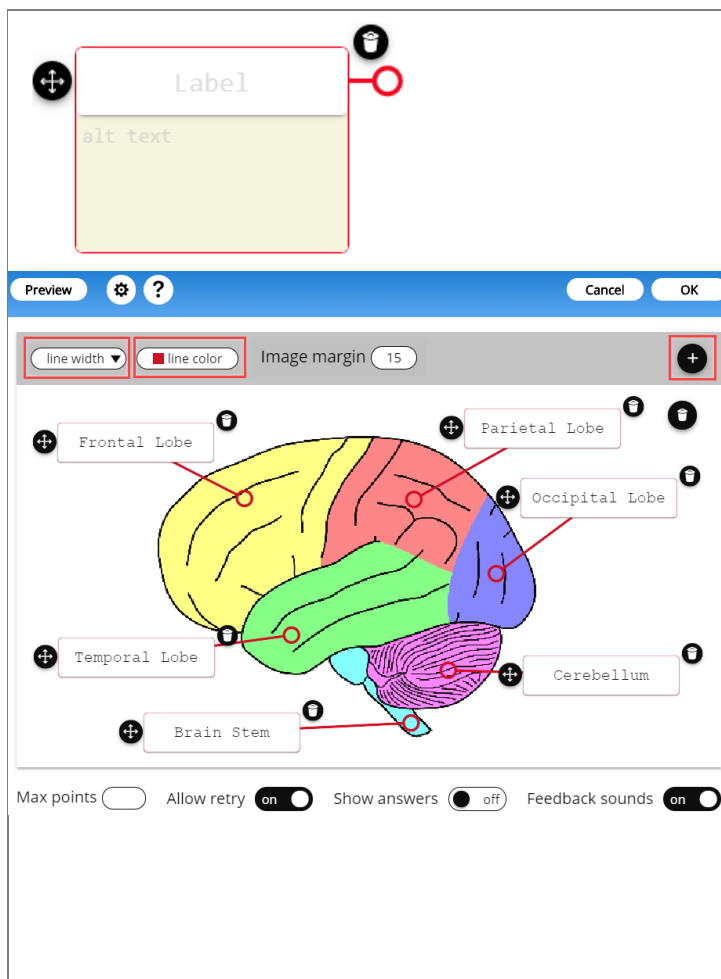 Label
alt text
Preview ? Cancel OK
line width line color Image margin 15 +
Frontal Lobe
Parietal Lobe
Occipital Lobe
Temporal Lobe
Cerebellum
Brain Stem
Max points Allow retry on Show answers off Feedback sounds on